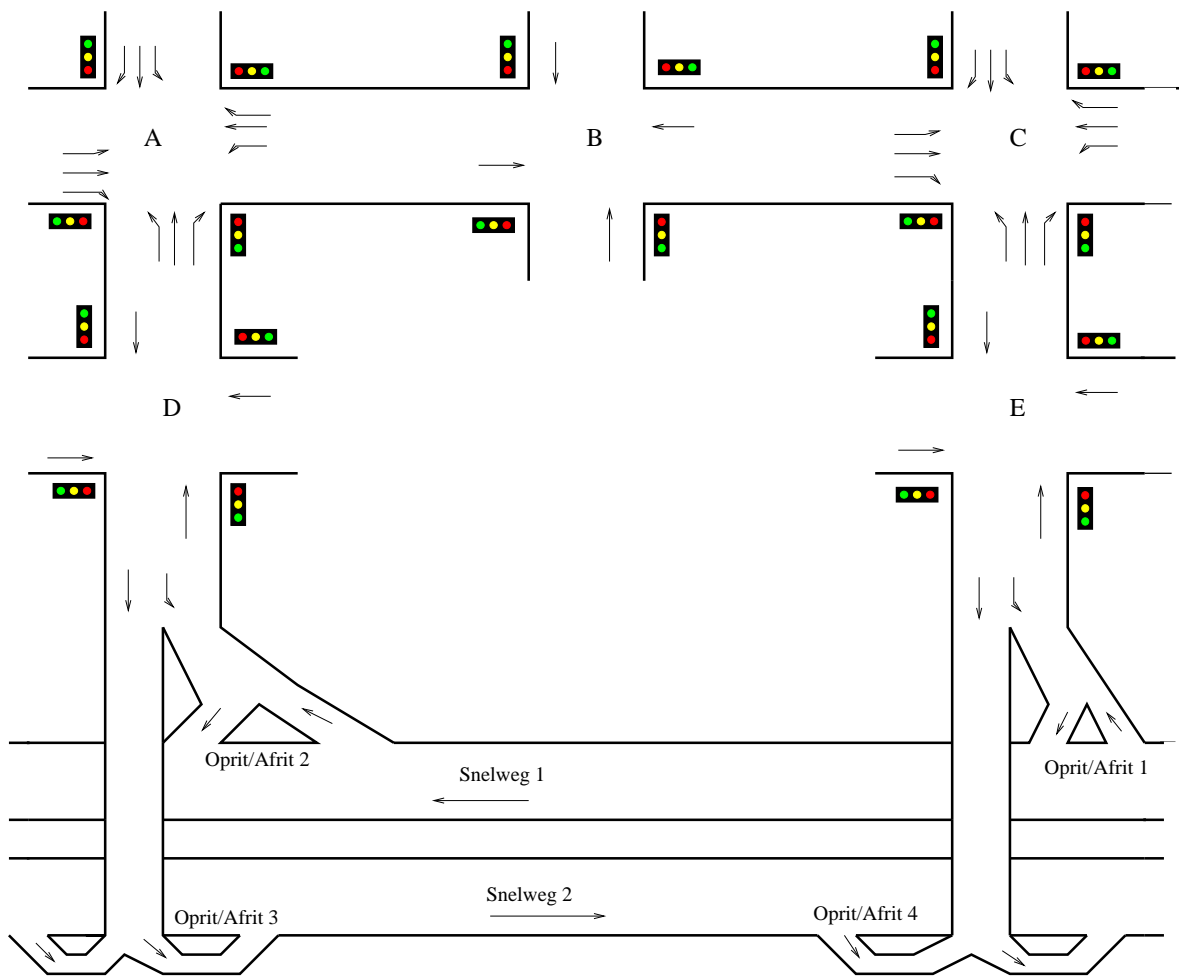 A
B
C
D
E
Oprit/Afrit 2
Snelweg 1
Oprit/Afrit 1
Snelweg 2
Oprit/Afrit 3
Oprit/Afrit 4